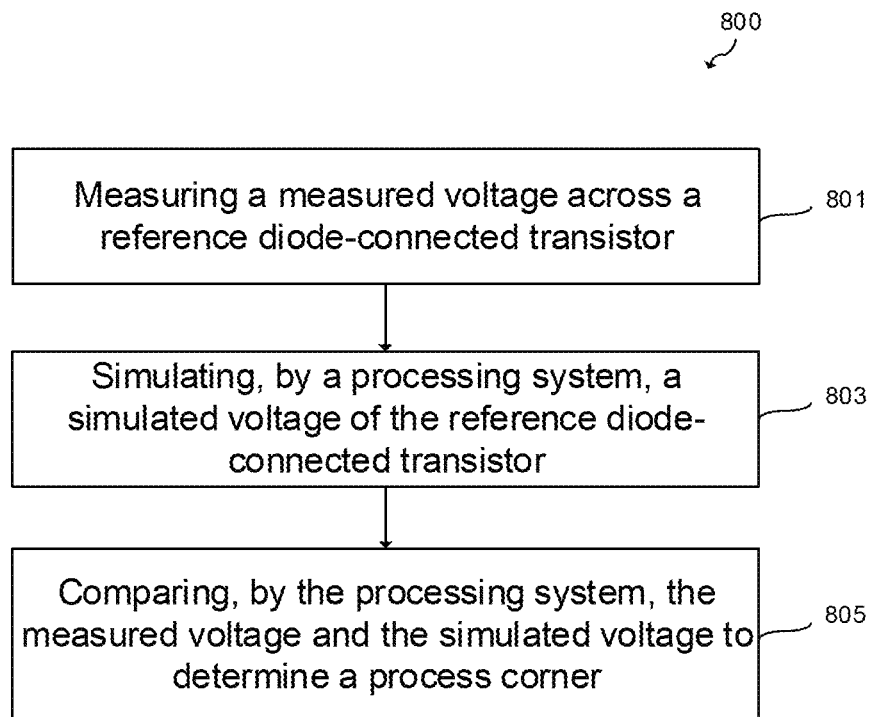 800
Measuring a measured voltage across a
reference diode-connected transistor
801
Simulating, by a processing system, a
simulated voltage of the reference diode-
connected transistor
803
Comparing, by the processing system, the
measured voltage and the simulated voltage to
determine a process corner
805